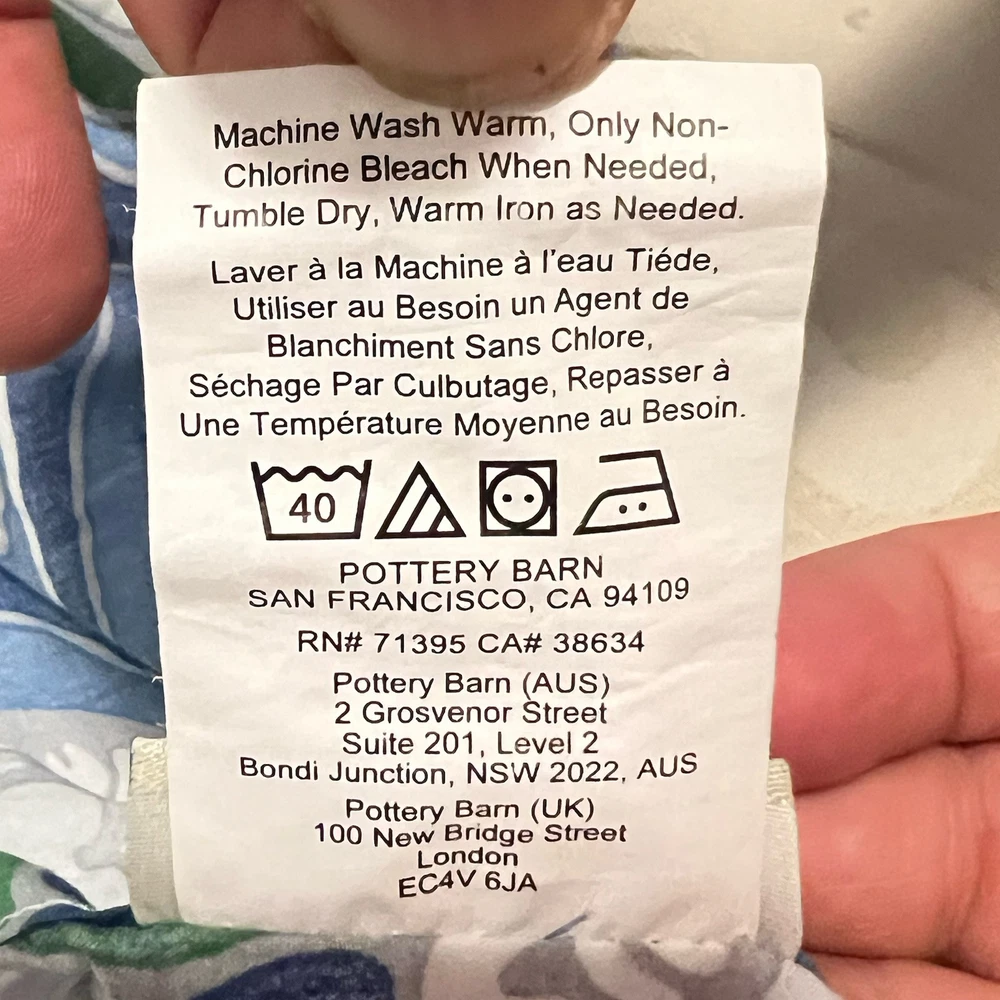 Machine Wash Warm, Only Non-
Chlorine Bleach When Needed,
Tumble Dry, Warm Iron as Needed.
Laver à la Machine à l'eau Tiéde,
Utiliser au Besoin un Agent de
Blanchiment Sans Chlore,
Séchage Par Culbutage, Repasser à
Une Température Moyenne au Besoin.
40
POTTERY BARN
SAN FRANCISCO, CA 94109
RN# 71395 CA# 38634
Pottery Barn (AUS)
2 Grosvenor Street
Suite 201, Level 2
Bondi Junction, NSW 2022, AUS
Pottery Barn (UK)
100 New Bridge Street
London
EC4V 6JA